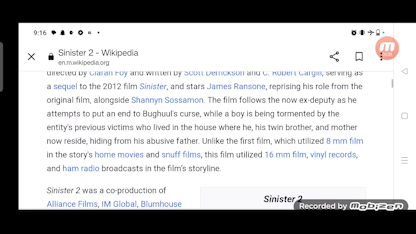 9:16
Sinister 2 - Wikipedia
en.m.wikipedia.org
directed by Ciarán Foy and written by Scott Derrickson and C. Robert Cargill, serving as
a sequel to the 2012 film Sinister, and stars James Ransone, reprising his role from the
original film, alongside Shannyn Sossamon. The film follows the now ex-deputy as he
attempts to put an end to Bughuul's curse, while a boy is being tormented by the
entity's previous victims who lived in the house where he, his twin brother, and mother
now reside, hiding from his abusive father. Unlike the first film, which utilized 8 mm film
in the story's home movies and snuff films, this film utilized 16 mm film, vinyl records,
and ham radio broadcasts in the film's storyline.
Sinister 2 was a co-production of
Alliance Films, IM Global, Blumhouse
Sinister 2
Recorded by MOBIZEN